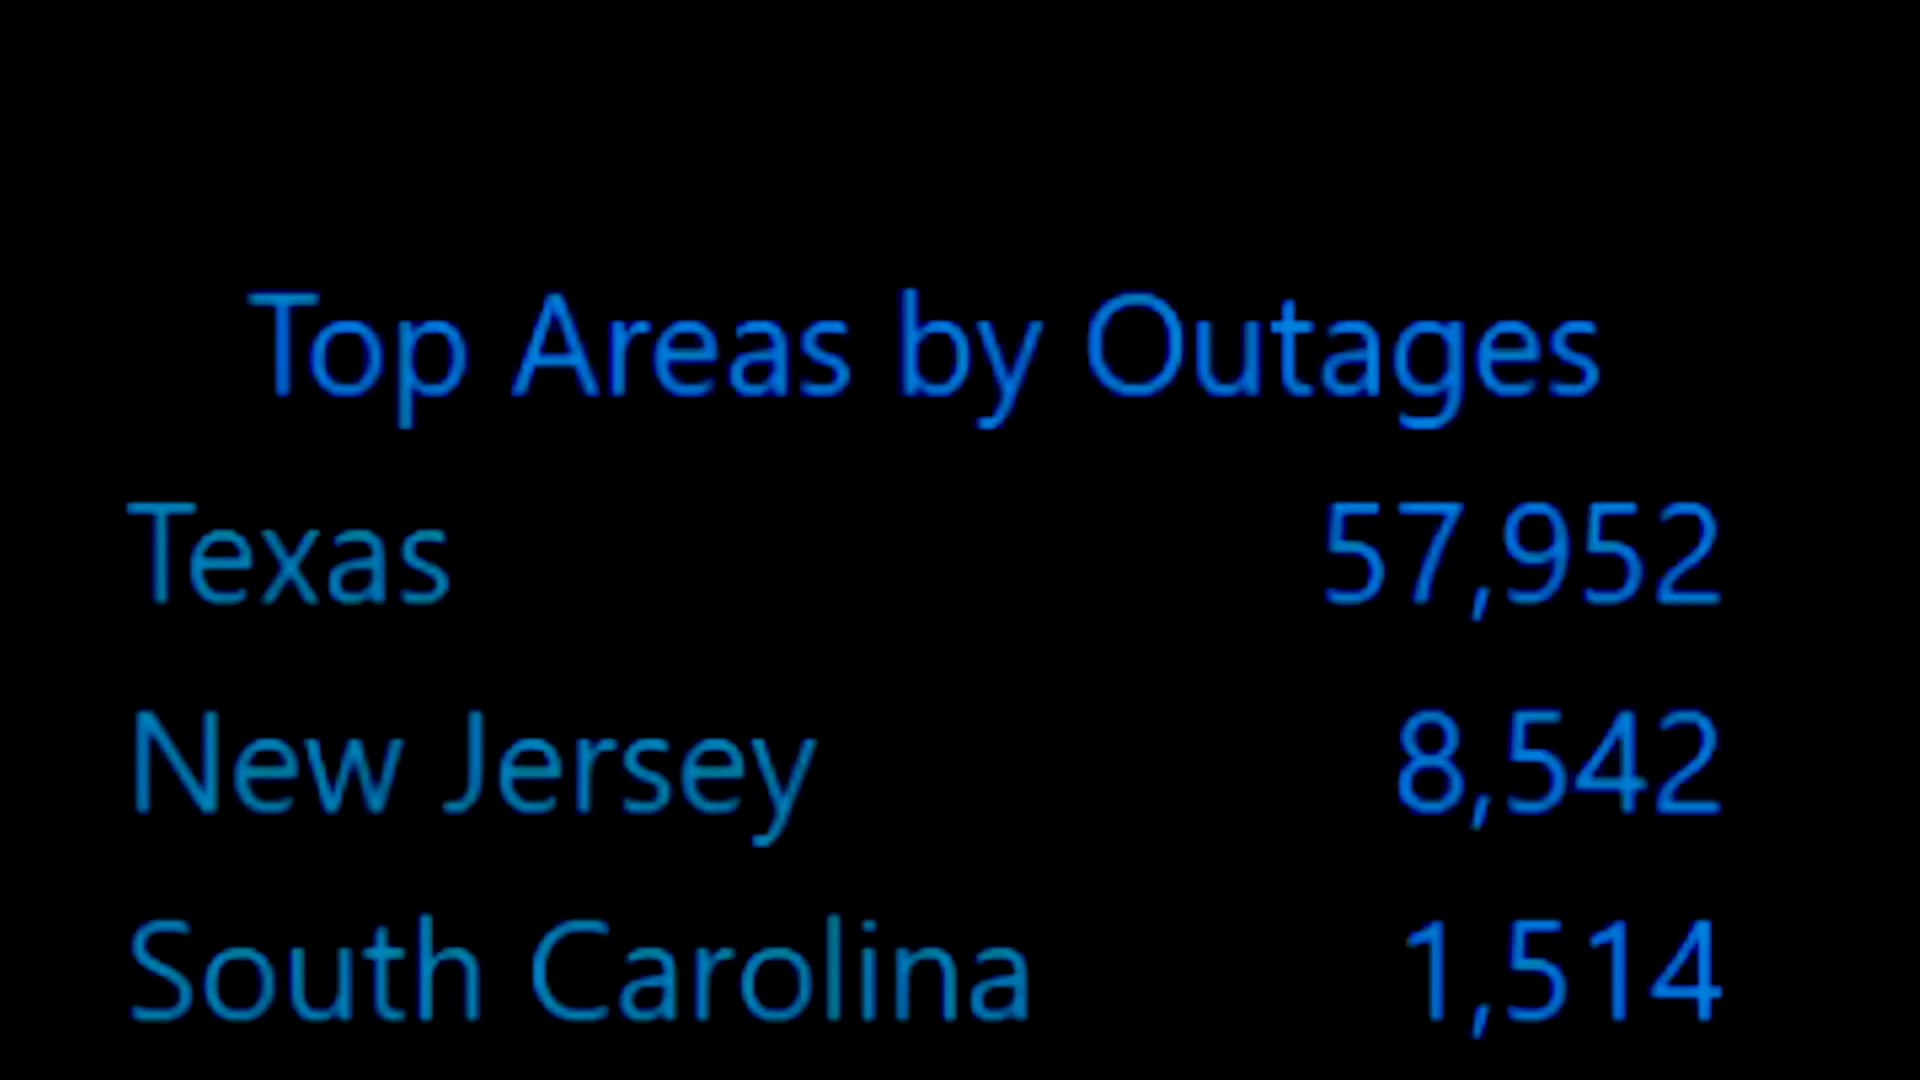 Top Areas by Outages
Texas 57,952
New Jersey 8,542
South Carolina 1,514